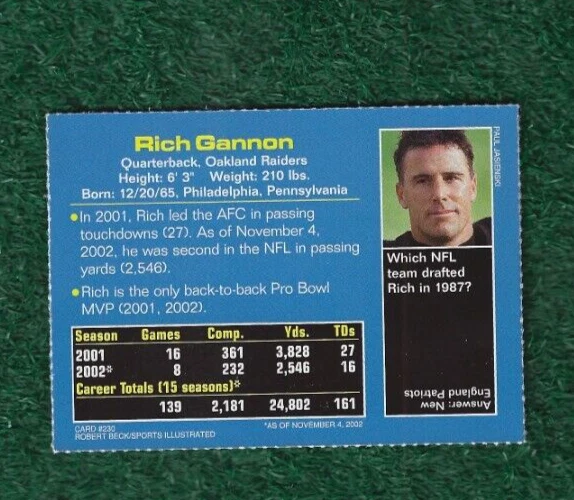 Rich Gannon
Quarterback, Oakland Raiders
Height: 6' 3" Weight: 210 lbs.
Born: 12/20/65, Philadelphia, Pennsylvania
•In 2001, Rich led the AFC in passing
touchdowns (27). As of November 4,
2002, he was second in the NFL in passing
yards (2,546).
•Rich is the only back-to-back Pro Bowl
MVP (2001, 2002).
Season Games Comp. Yds. TDs
2001 16 361 3,828 27
2002* 8 232 2,546 16
Career Totals (15 seasons)*
139 2,181 24,802 161
CARD #230
ROBERT BECK/SPORTS ILLUSTRATED
*AS OF NOVEMBER 4, 2002
PAUL JASIENSKI
Which NFL
team drafted
Rich in 1987?
Answer: New
England Patriots